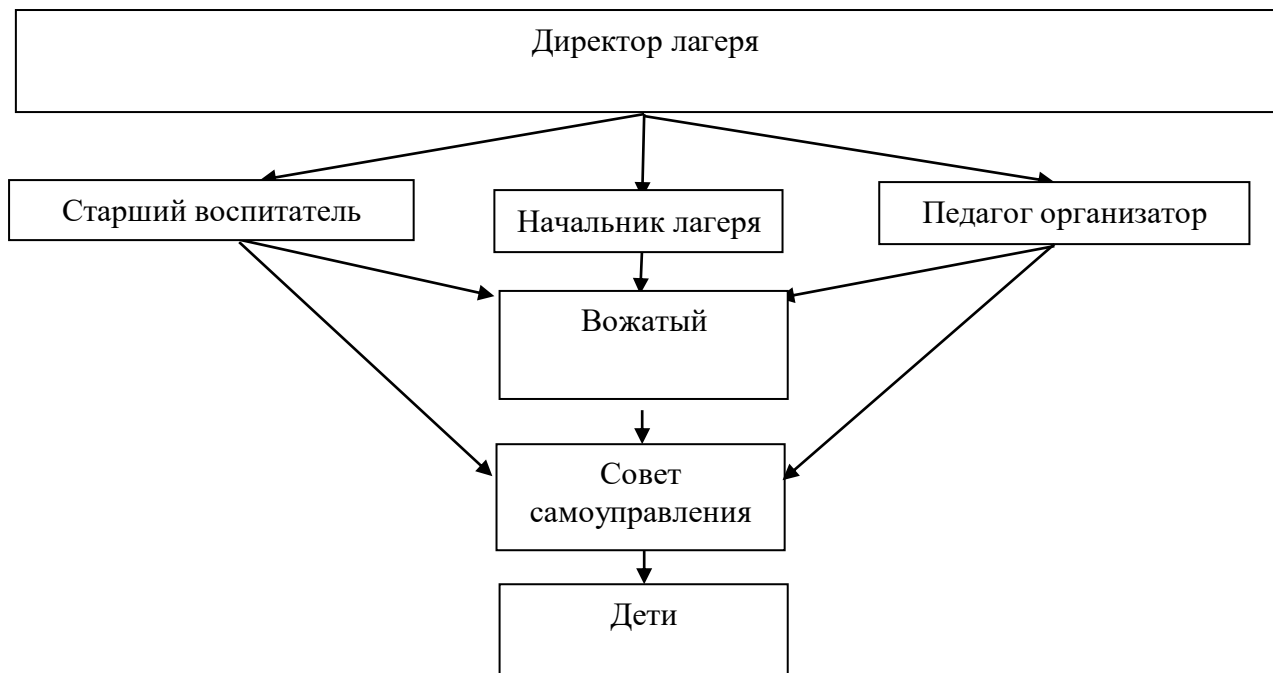 Директор лагеря
Старший воспитатель
Начальник лагеря
Педагог организатор
Вожатый
Совет
самоуправления
Дети